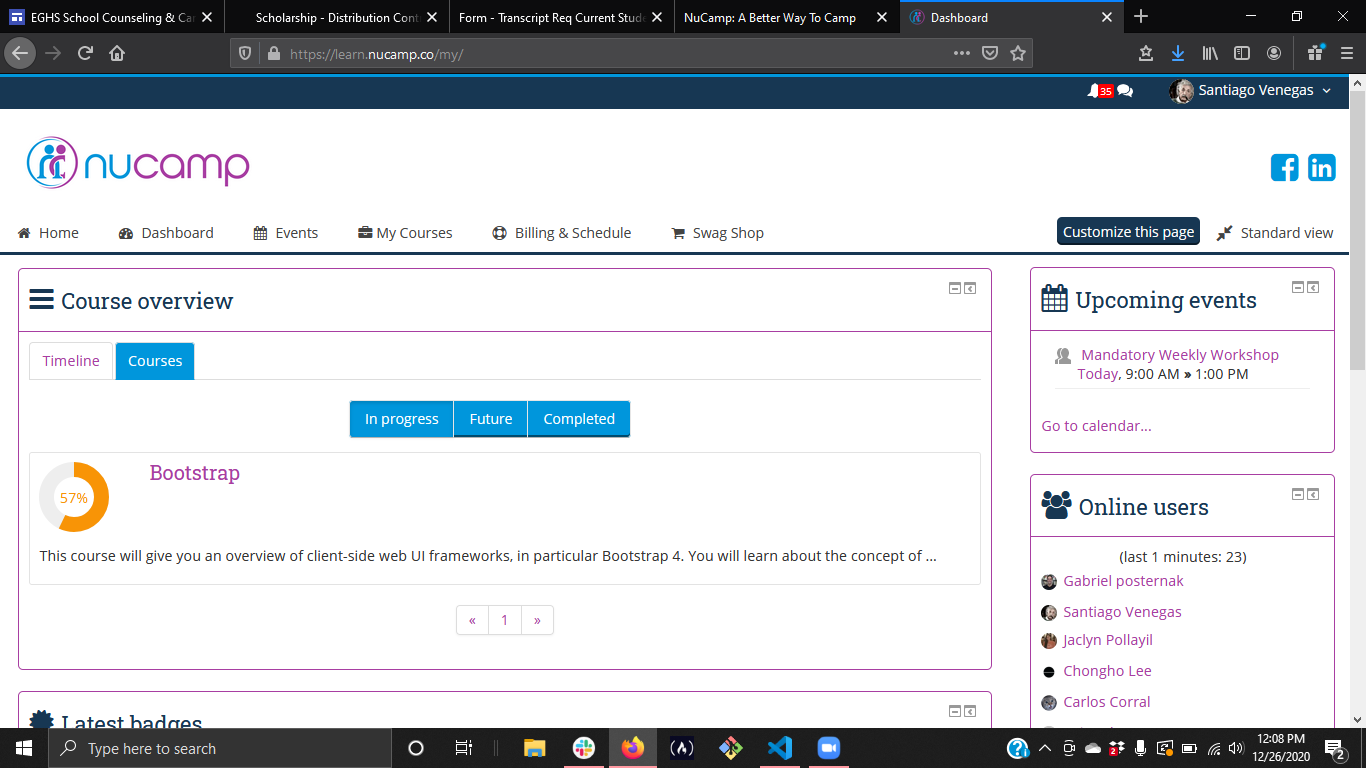 EGHS School Counseling & Ca
Scholarship - Distribution Cont
Form - Transcript Req Current Stude
NuCamp: A Better Way To Camp
Dashboard
https://learn.nucamp.co/my/
35
Santiago Venegas
nucamp
Home
Dashboard
Events
My Courses
Billing & Schedule
Swag Shop
Customize this page
Standard view
Course overview
Timeline
Courses
In progress
Future
Completed
57%
Bootstrap
This course will give you an overview of client-side web UI frameworks, in particular Bootstrap 4. You will learn about the concept of ...
« 1 »
Latest badges
Upcoming events
Mandatory Weekly Workshop
Today, 9:00 AM » 1:00 PM
Go to calendar...
Online users
(last 1 minutes: 23)
Gabriel posternak
Santiago Venegas
Jaclyn Pollayil
Chongho Lee
Carlos Corral
Type here to search
2
12:08 PM
12/26/2020
2